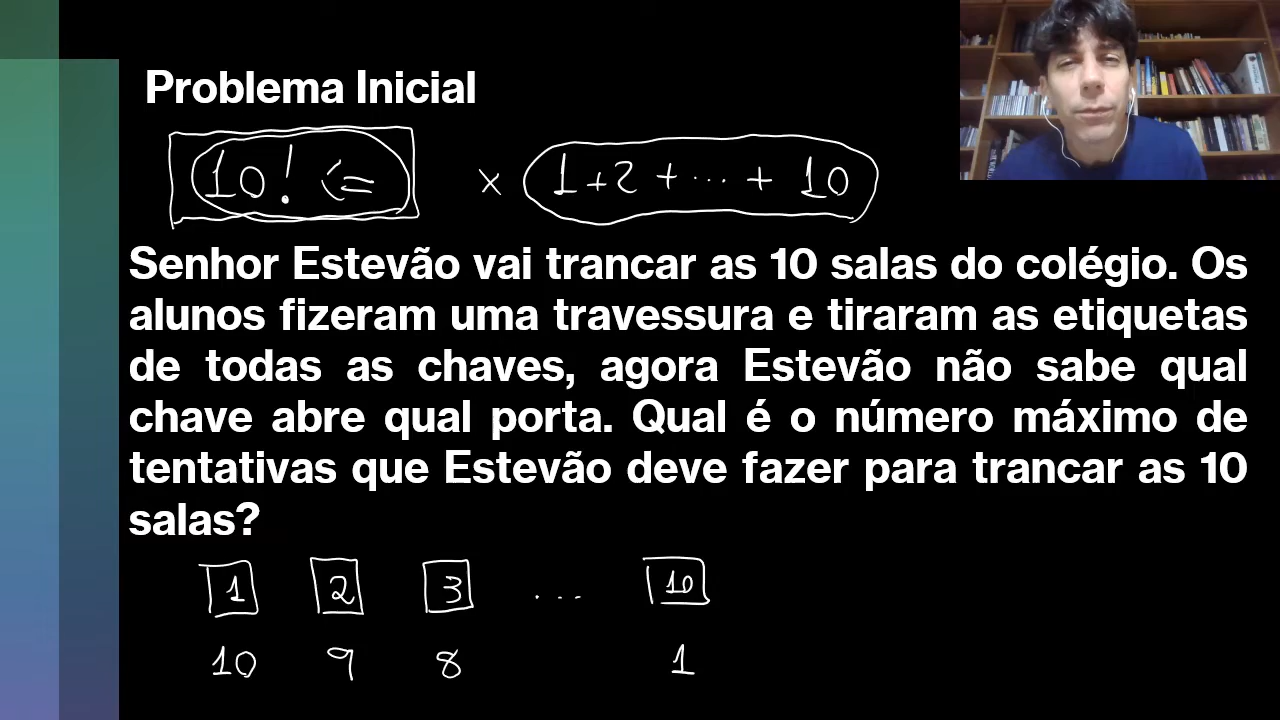 Problema Inicial
10! <= × 1+2+...+10
Senhor Estevão vai trancar as 10 salas do colégio. Os
alunos fizeram uma travessura e tiraram as etiquetas
de todas as chaves, agora Estevão não sabe qual
chave abre qual porta. Qual é o número máximo de
tentativas que Estevão deve fazer para trancar as 10
salas?
1 2 3 ... 10
10 9 8 1